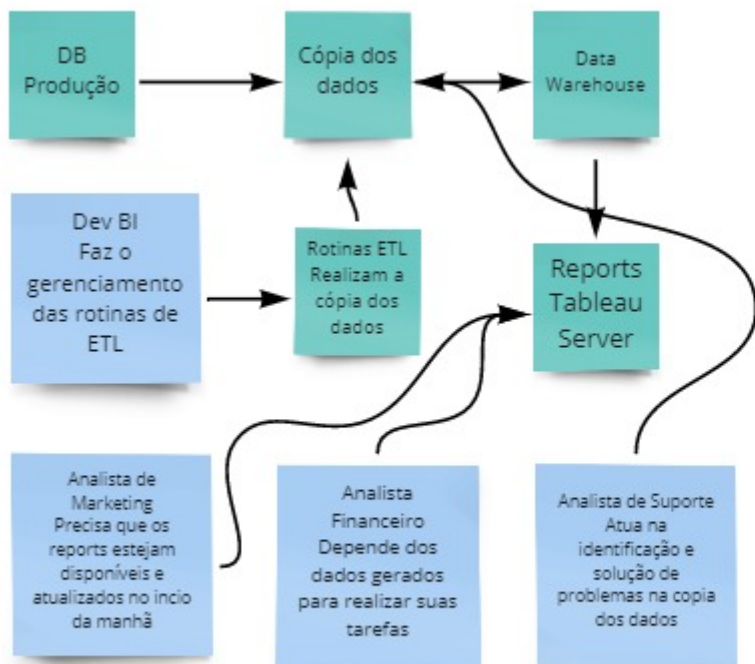 DB
Produção
Cópia dos
dados
Data
Warehouse
Dev BI
Faz o
gerenciamento
das rotinas de
ETL
Rotinas ETL
Realizam a
cópia dos
dados
Reports
Tableau
Server
Analista de
Marketing
Precisa que os
reports estejam
disponíveis e
atualizados no incio
da manhã
Analista
Financeiro
Depende dos
dados gerados
para realizar suas
tarefas
Analista de Suporte
Atua na
identificação e
solução de
problemas na copia
dos dados